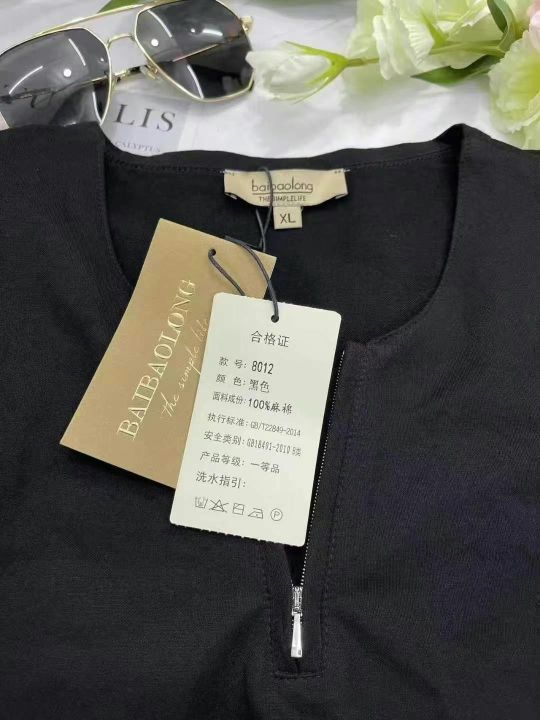 LIS
CALYPTUS
baibaolong
THE SIMPLELIFE
XL
BAIBAOLONG
the simple life
合格证
款 号: 8012
颜 色: 黑色
面料成份: 100%麻棉
执行标准: GB/T22849-2014
安全类别: GB18401-2010 B类
产品等级: 一等品
洗水指引:
P